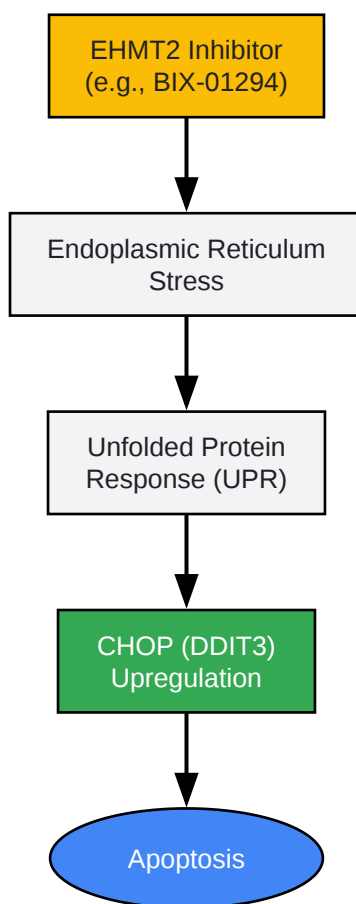 EHMT2 Inhibitor
(e.g., BIX-01294)
Endoplasmic Reticulum
Stress
Unfolded Protein
Response (UPR)
CHOP (DDIT3)
Upregulation
Apoptosis